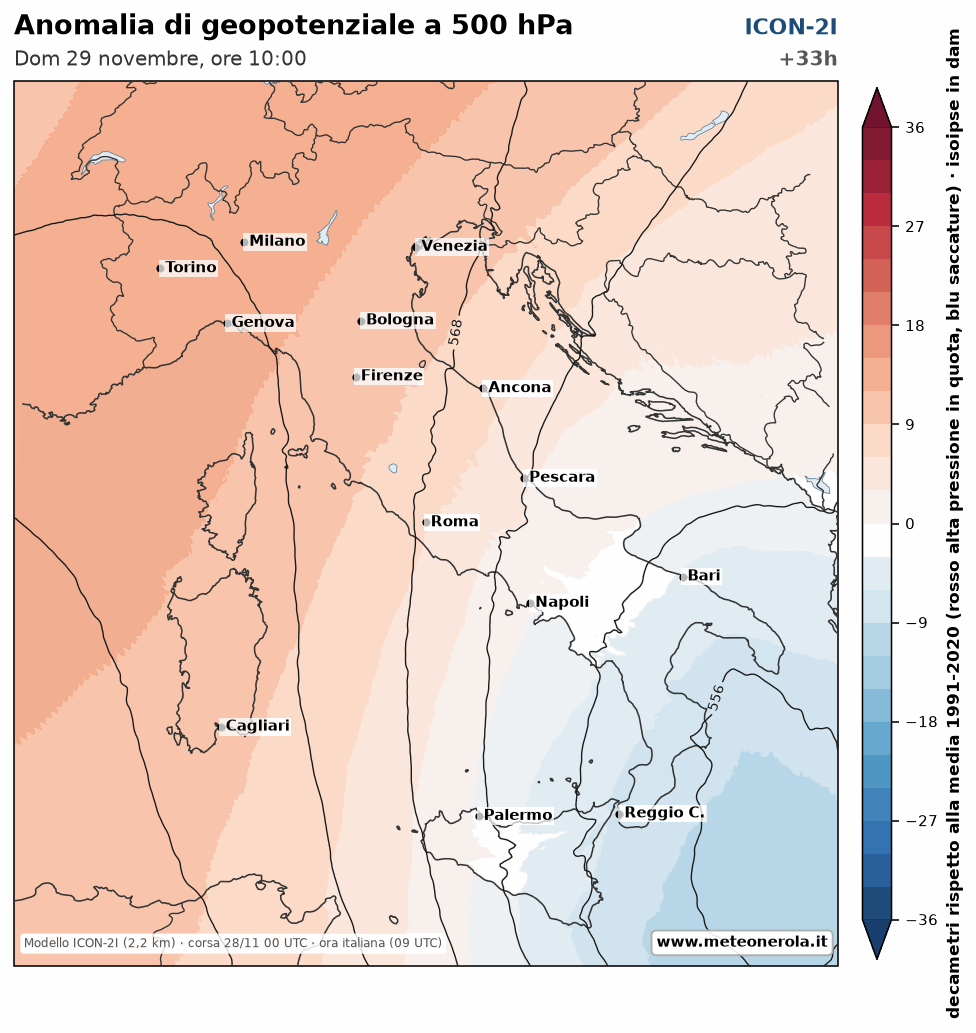 Anomalia di geopotenziale a 500 hPa
ICON-2I
Dom 29 novembre, ore 10:00
+33h
36
27
18
9
0
−9
−18
−27
−36
decametri rispetto alla media 1991-2020 (rosso alta pressione in quota, blu saccature) · isoipse in dam
Milano
Venezia
Torino
Genova
Bologna
568
Firenze
Ancona
Pescara
Roma
Bari
Napoli
556
Cagliari
Palermo
Reggio C.
Modello ICON-2I (2,2 km) · corsa 28/11 00 UTC · ora italiana (09 UTC)
www.meteonerola.it